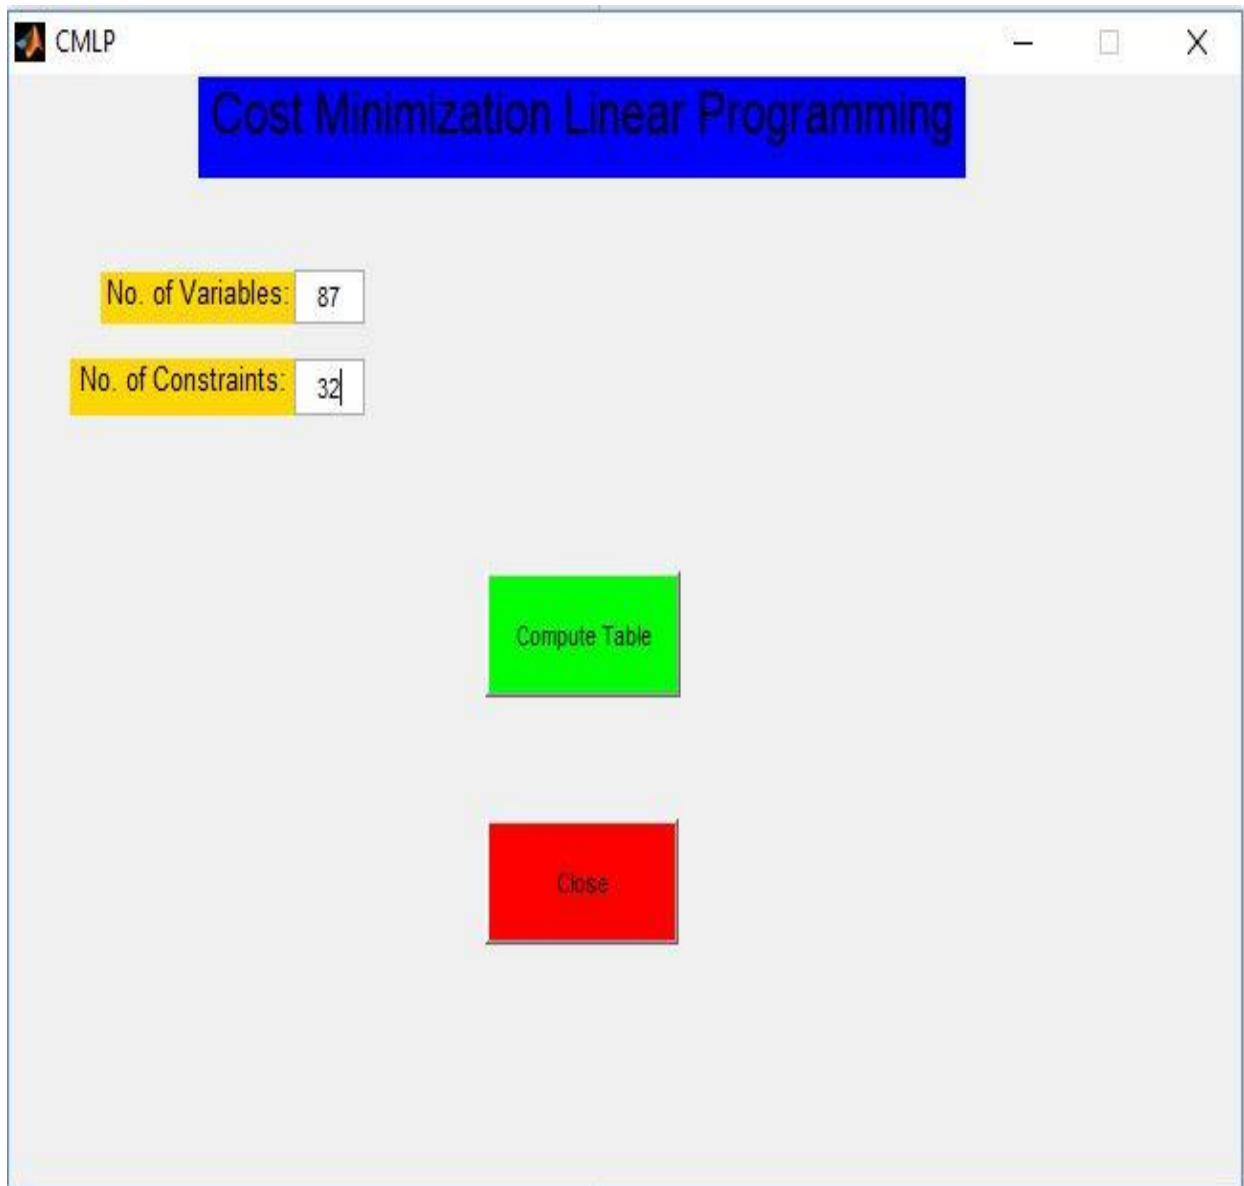 CMLP
Cost Minimization Linear Programming
No. of Variables: 87
No. of Constraints: 32
Compute Table
Close